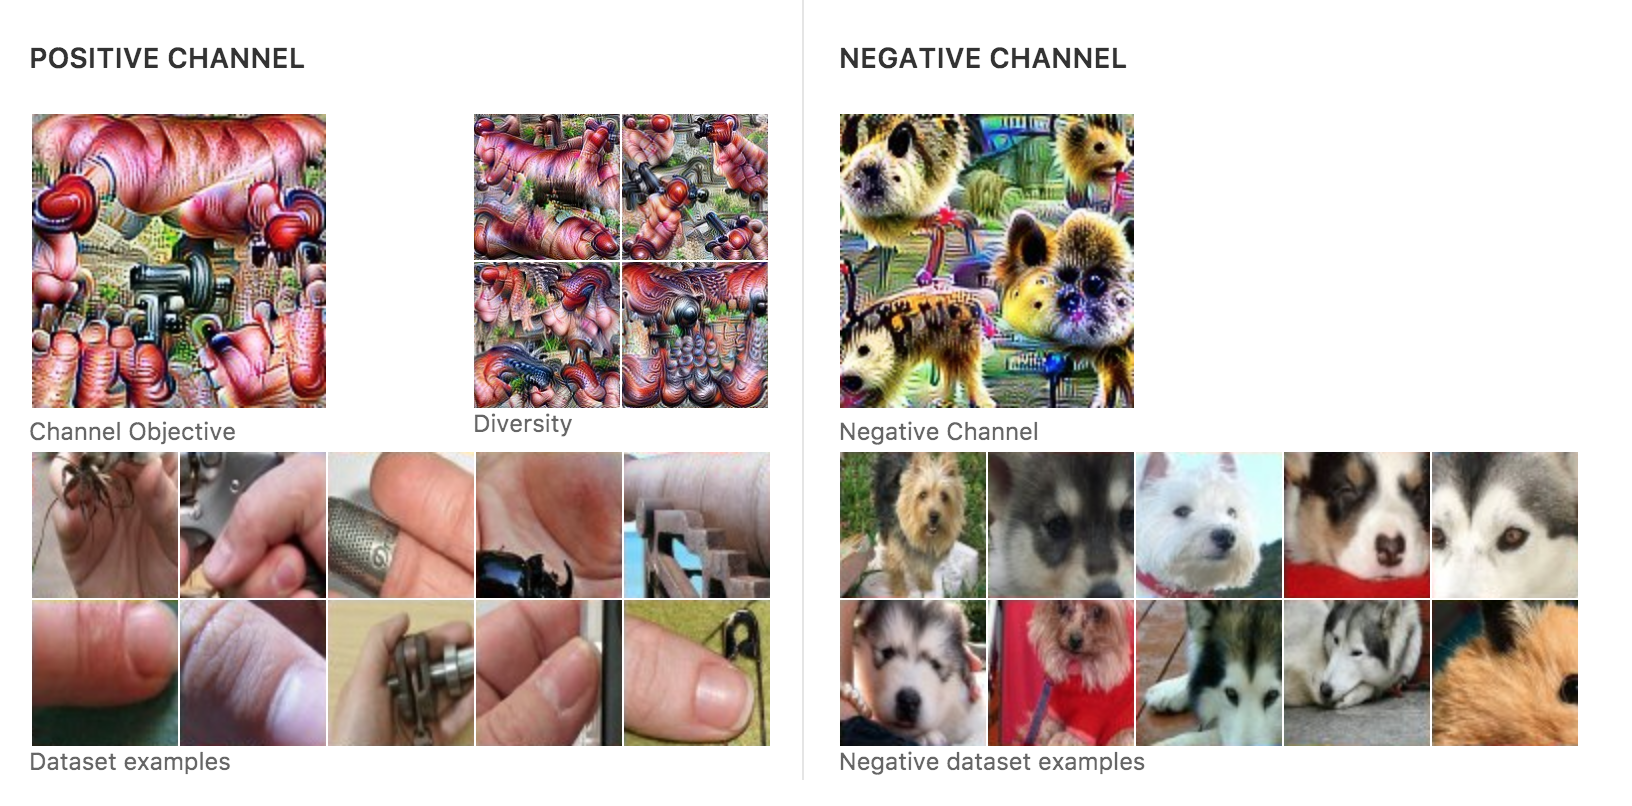 POSITIVE CHANNEL
Channel Objective
Diversity
Dataset examples
NEGATIVE CHANNEL
Negative Channel
Negative dataset examples